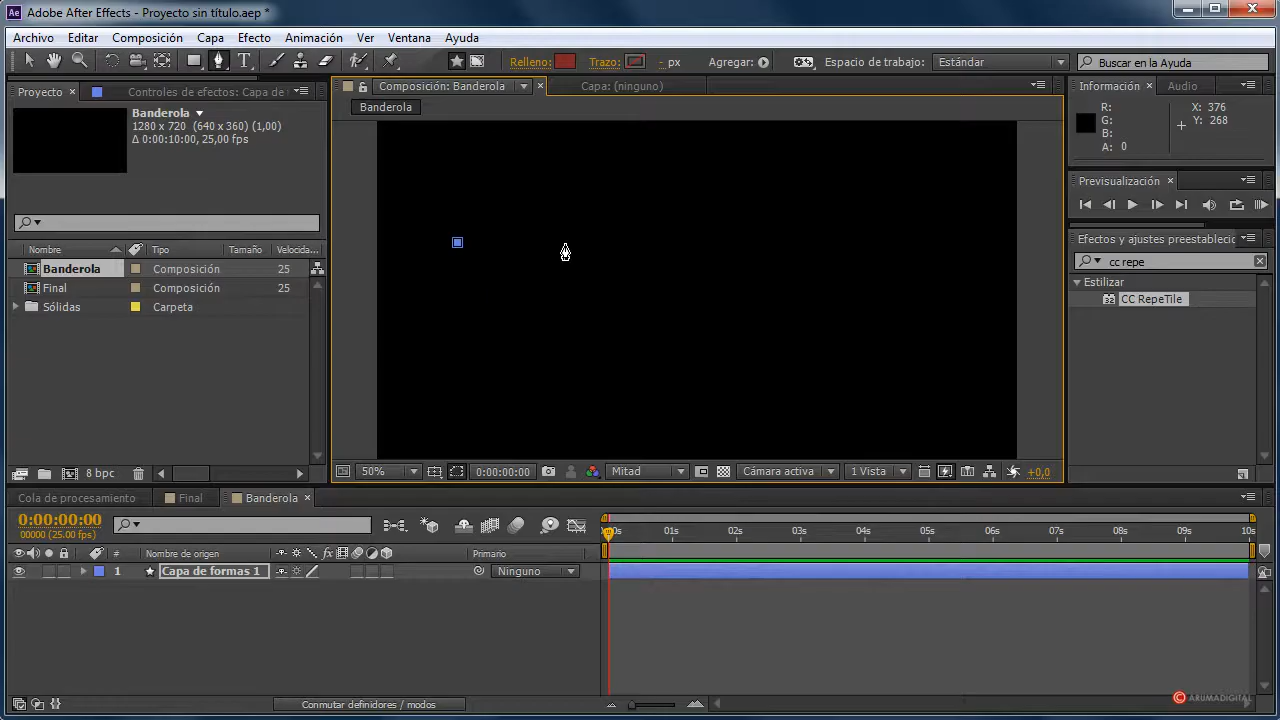 Adobe After Effects - Proyecto sin título.aep *
Archivo Editar Composición Capa Efecto Animación Ver Ventana Ayuda
Relleno: Trazo: - px Agregar: Espacio de trabajo: Estándar Buscar en la Ayuda
Proyecto Controles de efectos: Capa de
Composición: Banderola Capa: (ninguno)
Información Audio
Banderola
Banderola
1280 x 720 (640 x 360) (1,00)
Δ 0:00:10:00, 25,00 fps
R:
G:
B:
A: 0
X: 376
Y: 268
Previsualización
Efectos y ajustes preestablecio
cc repe
Estilizar
CC RepeTile
Nombre Tipo Tamaño Velocida...
Banderola Composición 25
Final Composición 25
Sólidas Carpeta
8 bpc
50% 0:00:00:00 Mitad Cámara activa 1 Vista +0,0
Cola de procesamiento Final Banderola
0:00:00:00
00000 (25.00 fps)
00s 01s 02s 03s 04s 05s 06s 07s 08s 09s 10s
# Nombre de origen fx Primario
1 Capa de formas 1 Ninguno
Conmutar definidores / modos
© ARUMADIGITAL